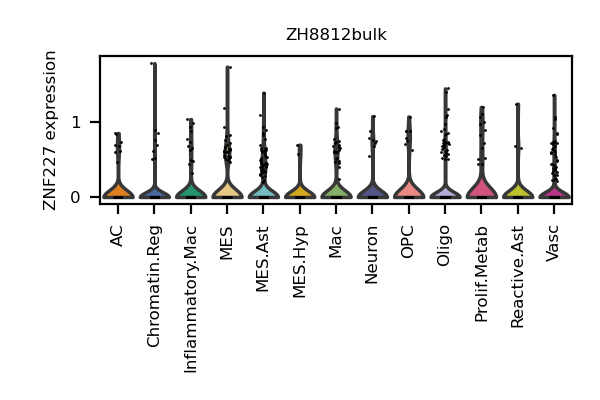 ZH8812bulk
ZNF227 expression
1
0
AC
Chromatin.Reg
Inflammatory.Mac
MES
MES.Ast
MES.Hyp
Mac
Neuron
OPC
Oligo
Prolif.Metab
Reactive.Ast
Vasc